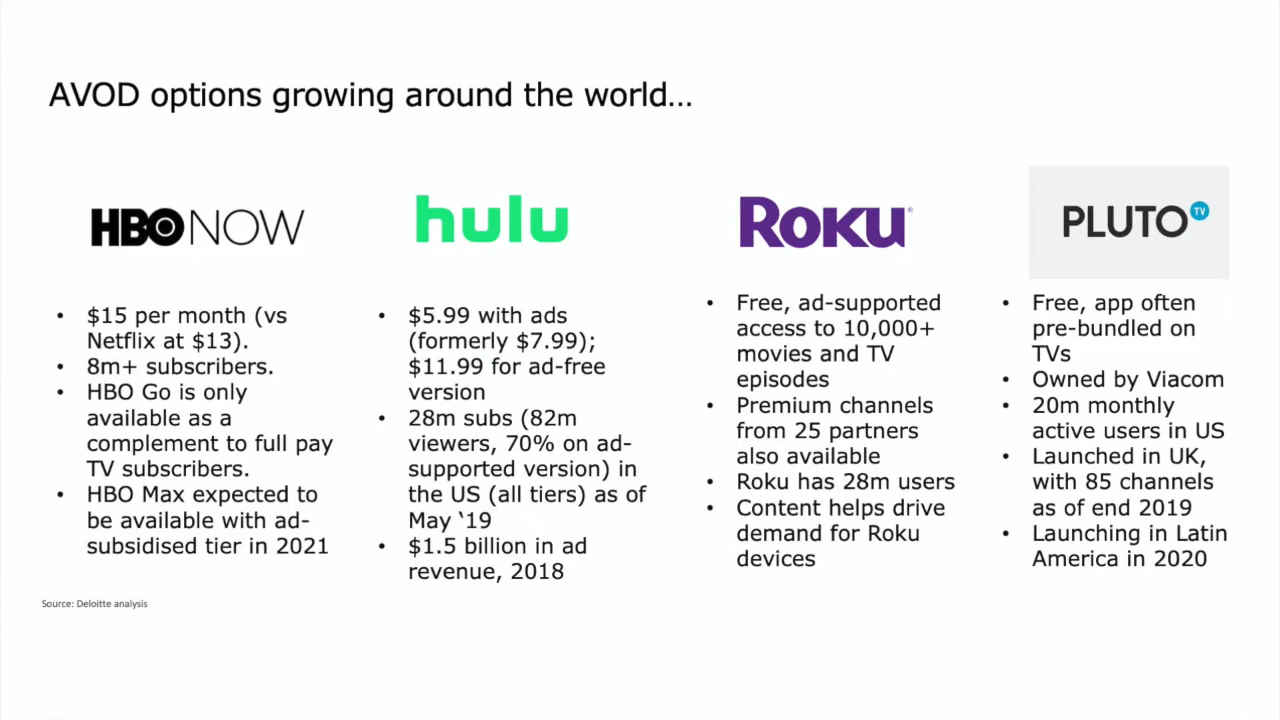 AVOD options growing around the world…
HBO NOW
• $15 per month (vs
Netflix at $13).
• 8m+ subscribers.
• HBO Go is only
available as a
complement to full pay
TV subscribers.
• HBO Max expected to
be available with ad-
subsidised tier in 2021
hulu
• $5.99 with ads
(formerly $7.99);
$11.99 for ad-free
version
• 28m subs (82m
viewers, 70% on ad-
supported version) in
the US (all tiers) as of
May ‘19
• $1.5 billion in ad
revenue, 2018
ROKU®
• Free, ad-supported
access to 10,000+
movies and TV
episodes
• Premium channels
from 25 partners
also available
• Roku has 28m users
• Content helps drive
demand for Roku
devices
PLUTO TV
• Free, app often
pre-bundled on
TVs
• Owned by Viacom
• 20m monthly
active users in US
• Launched in UK,
with 85 channels
as of end 2019
• Launching in Latin
America in 2020
Source: Deloitte analysis